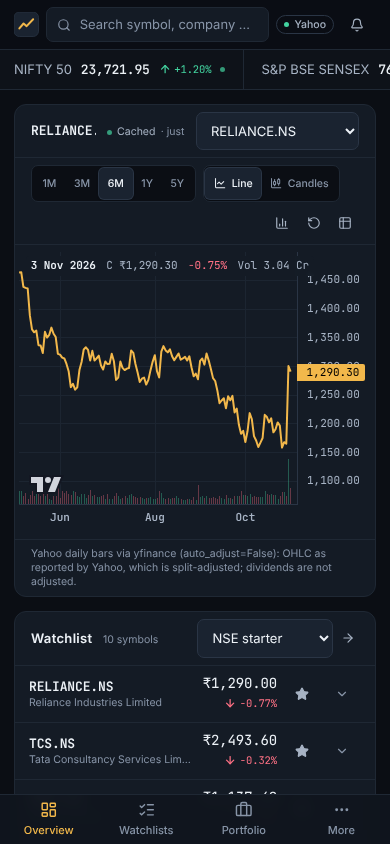 Search symbol, company ...
Yahoo
NIFTY 50 23,721.95 +1.20% S&P BSE SENSEX
RELIANCE. Cached · just RELIANCE.NS
1M 3M 6M 1Y 5Y Line Candles
3 Nov 2026 C ₹1,290.30 -0.75% Vol 3.04 Cr
1,450.00
1,400.00
1,350.00
1,290.30
1,250.00
1,200.00
1,150.00
1,100.00
Jun Aug Oct
Yahoo daily bars via yfinance (auto_adjust=False): OHLC as
reported by Yahoo, which is split-adjusted; dividends are not
adjusted.
Watchlist 10 symbols NSE starter
RELIANCE.NS ₹1,290.00
Reliance Industries Limited -0.77%
TCS.NS ₹2,493.60
Tata Consultancy Services Lim... -0.32%
Overview Watchlists Portfolio More